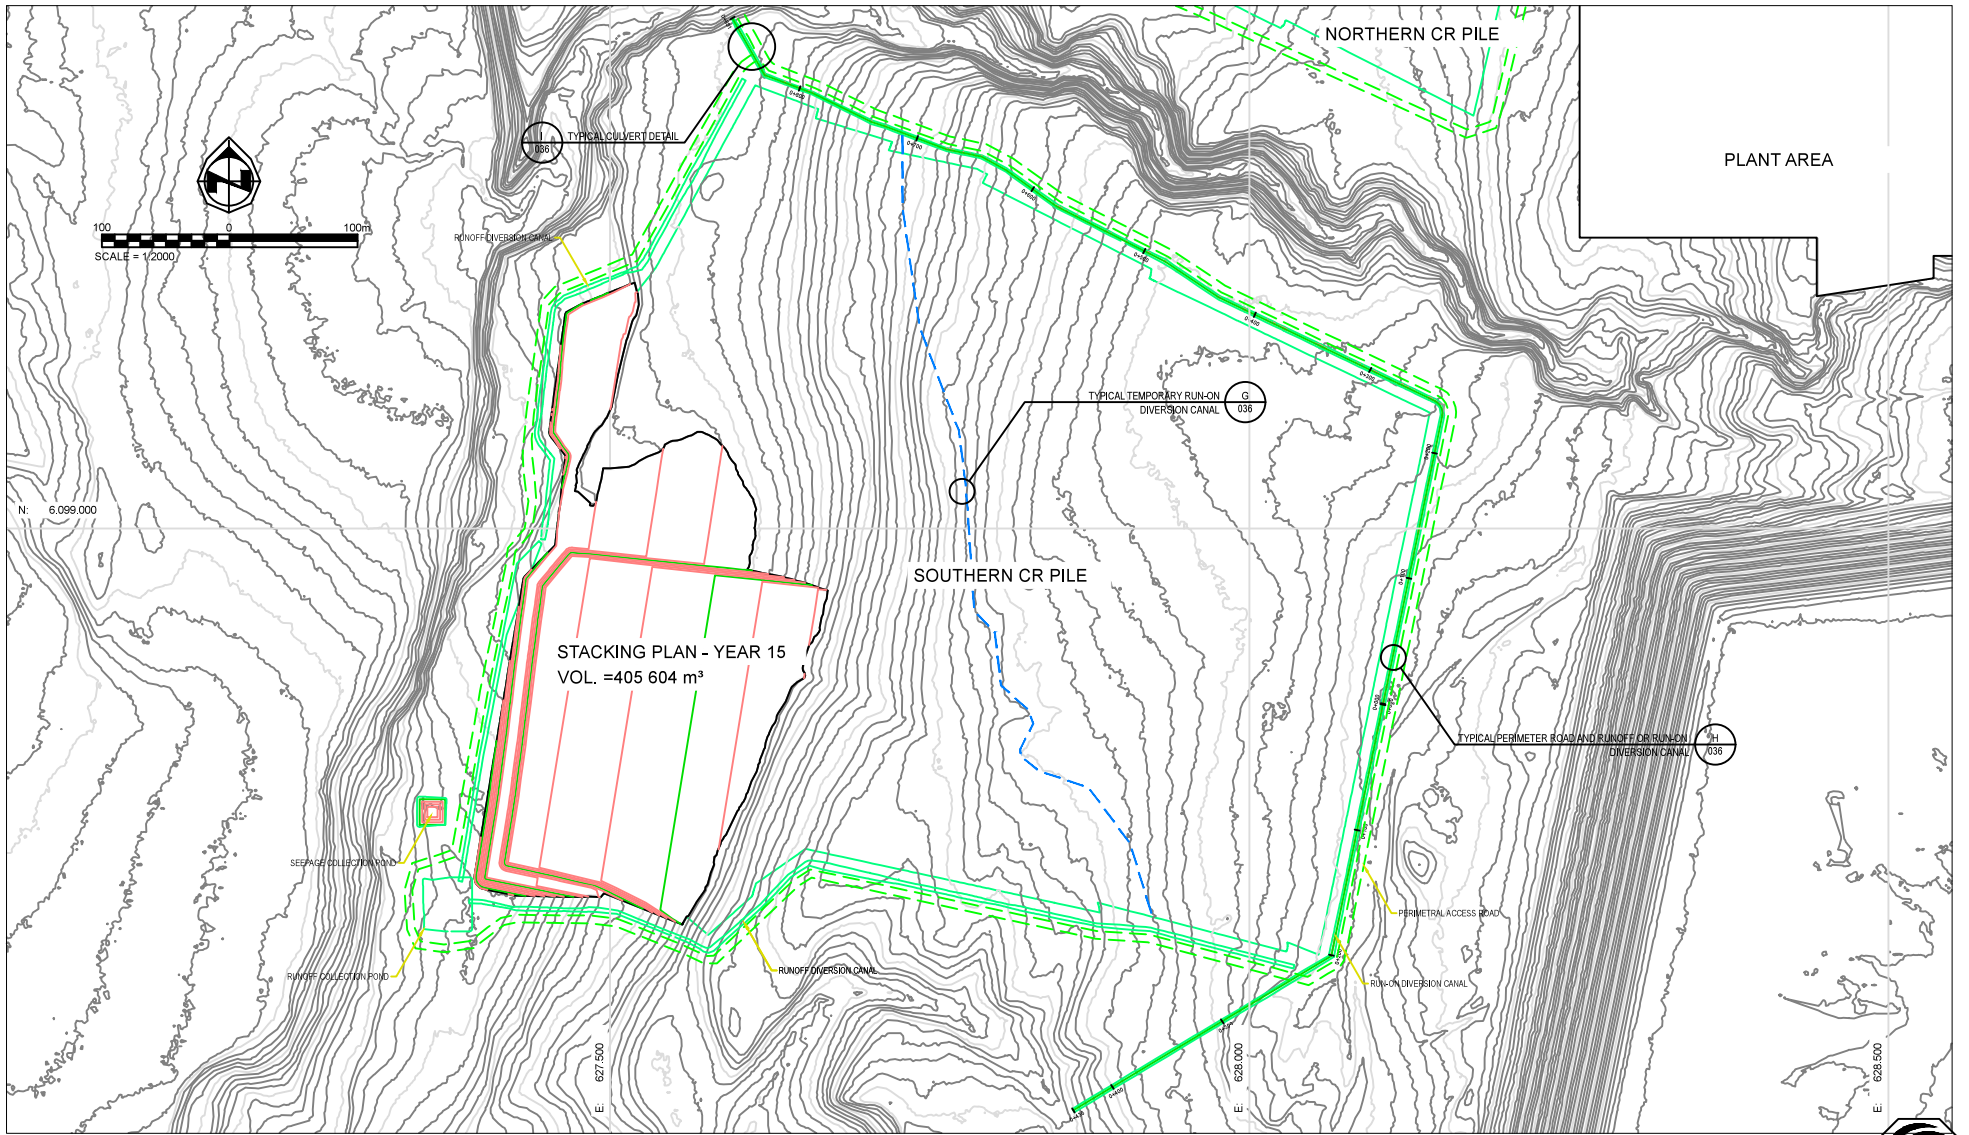 NORTHERN CR PILE
PLANT AREA
I
036
TYPICAL CULVERT DETAIL
100
0
100m
SCALE = 1/2000
RUNOFF DIVERSION CANAL
TYPICAL TEMPORARY RUN-ON
DIVERSION CANAL
G
036
N: 6.099.000
SOUTHERN CR PILE
STACKING PLAN - YEAR 15
VOL. =405 604 m³
TYPICAL PERIMETER ROAD AND RUNOFF OR RUN-ON
DIVERSION CANAL
H
036
SEEPAGE COLLECTION POND
PERIMETRAL ACCESS ROAD
RUNOFF COLLECTION POND
RUNOFF DIVERSION CANAL
RUN-ON DIVERSION CANAL
E: 627.500
E: 628.000
E: 628.500